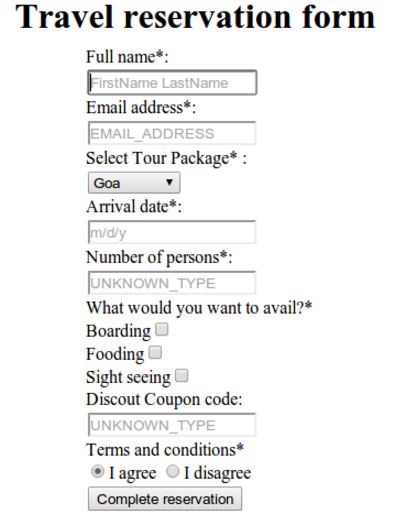 Travel reservation form
Full name*:
FirstName LastName
Email address*:
EMAIL_ADDRESS
Select Tour Package* :
Goa
Arrival date*:
m/d/y
Number of persons*:
UNKNOWN_TYPE
What would you want to avail?*
Boarding
Fooding
Sight seeing
Discout Coupon code:
UNKNOWN_TYPE
Terms and conditions*
I agree I disagree
Complete reservation